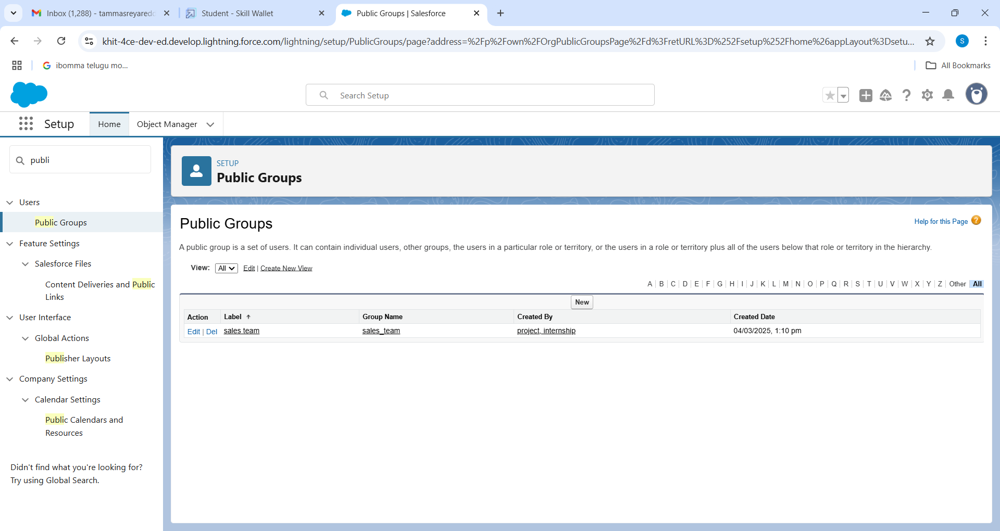 Inbox (1,288) - tammasreyaredd
Student - Skill Wallet
Public Groups | Salesforce
khit-4ce-dev-ed.develop.lightning.force.com/lightning/setup/PublicGroups/page?address=%2Fp%2Fown%2FOrgPublicGroupsPage%2Fd%3FretURL%3D%252Fsetup%252Fhome%26appLayout%3Dsetu...
S
ibomma telugu mo...
All Bookmarks
Search Setup
Setup
Home
Object Manager
publi
Users
Public Groups
Feature Settings
Salesforce Files
Content Deliveries and Public
Links
User Interface
Global Actions
Publisher Layouts
Company Settings
Calendar Settings
Public Calendars and
Resources
Didn't find what you're looking for?
Try using Global Search.
SETUP
Public Groups
Public Groups
Help for this Page ?
A public group is a set of users. It can contain individual users, other groups, the users in a particular role or territory, or the users in a role or territory plus all of the users below that role or territory in the hierarchy.
View: All Edit | Create New View
A | B | C | D | E | F | G | H | I | J | K | L | M | N | O | P | Q | R | S | T | U | V | W | X | Y | Z | Other All
New
Action Label Group Name Created By Created Date
Edit | Del sales team sales_team project, internship 04/03/2025, 1:10 pm